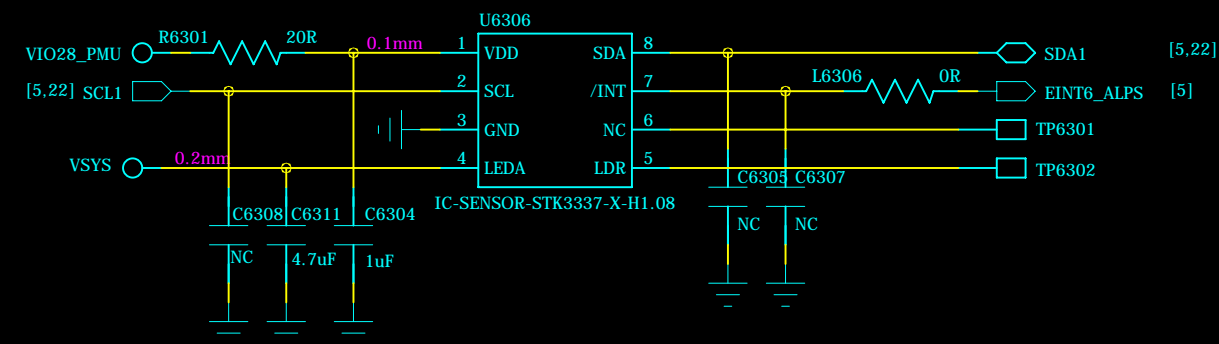 U6306
R6301 20R
VIO28_PMU 0.1mm 1 VDD SDA 8 SDA1 [5,22]
L6306 0R
[5,22] SCL1 2 SCL /INT 7 EINT6_ALPS [5]
3 GND NC 6 TP6301
VSYS 0.2mm 4 LEDA LDR 5 TP6302
C6305 C6307
IC-SENSOR-STK3337-X-H1.08
C6308 C6311 C6304
NC NC
NC 4.7uF 1uF